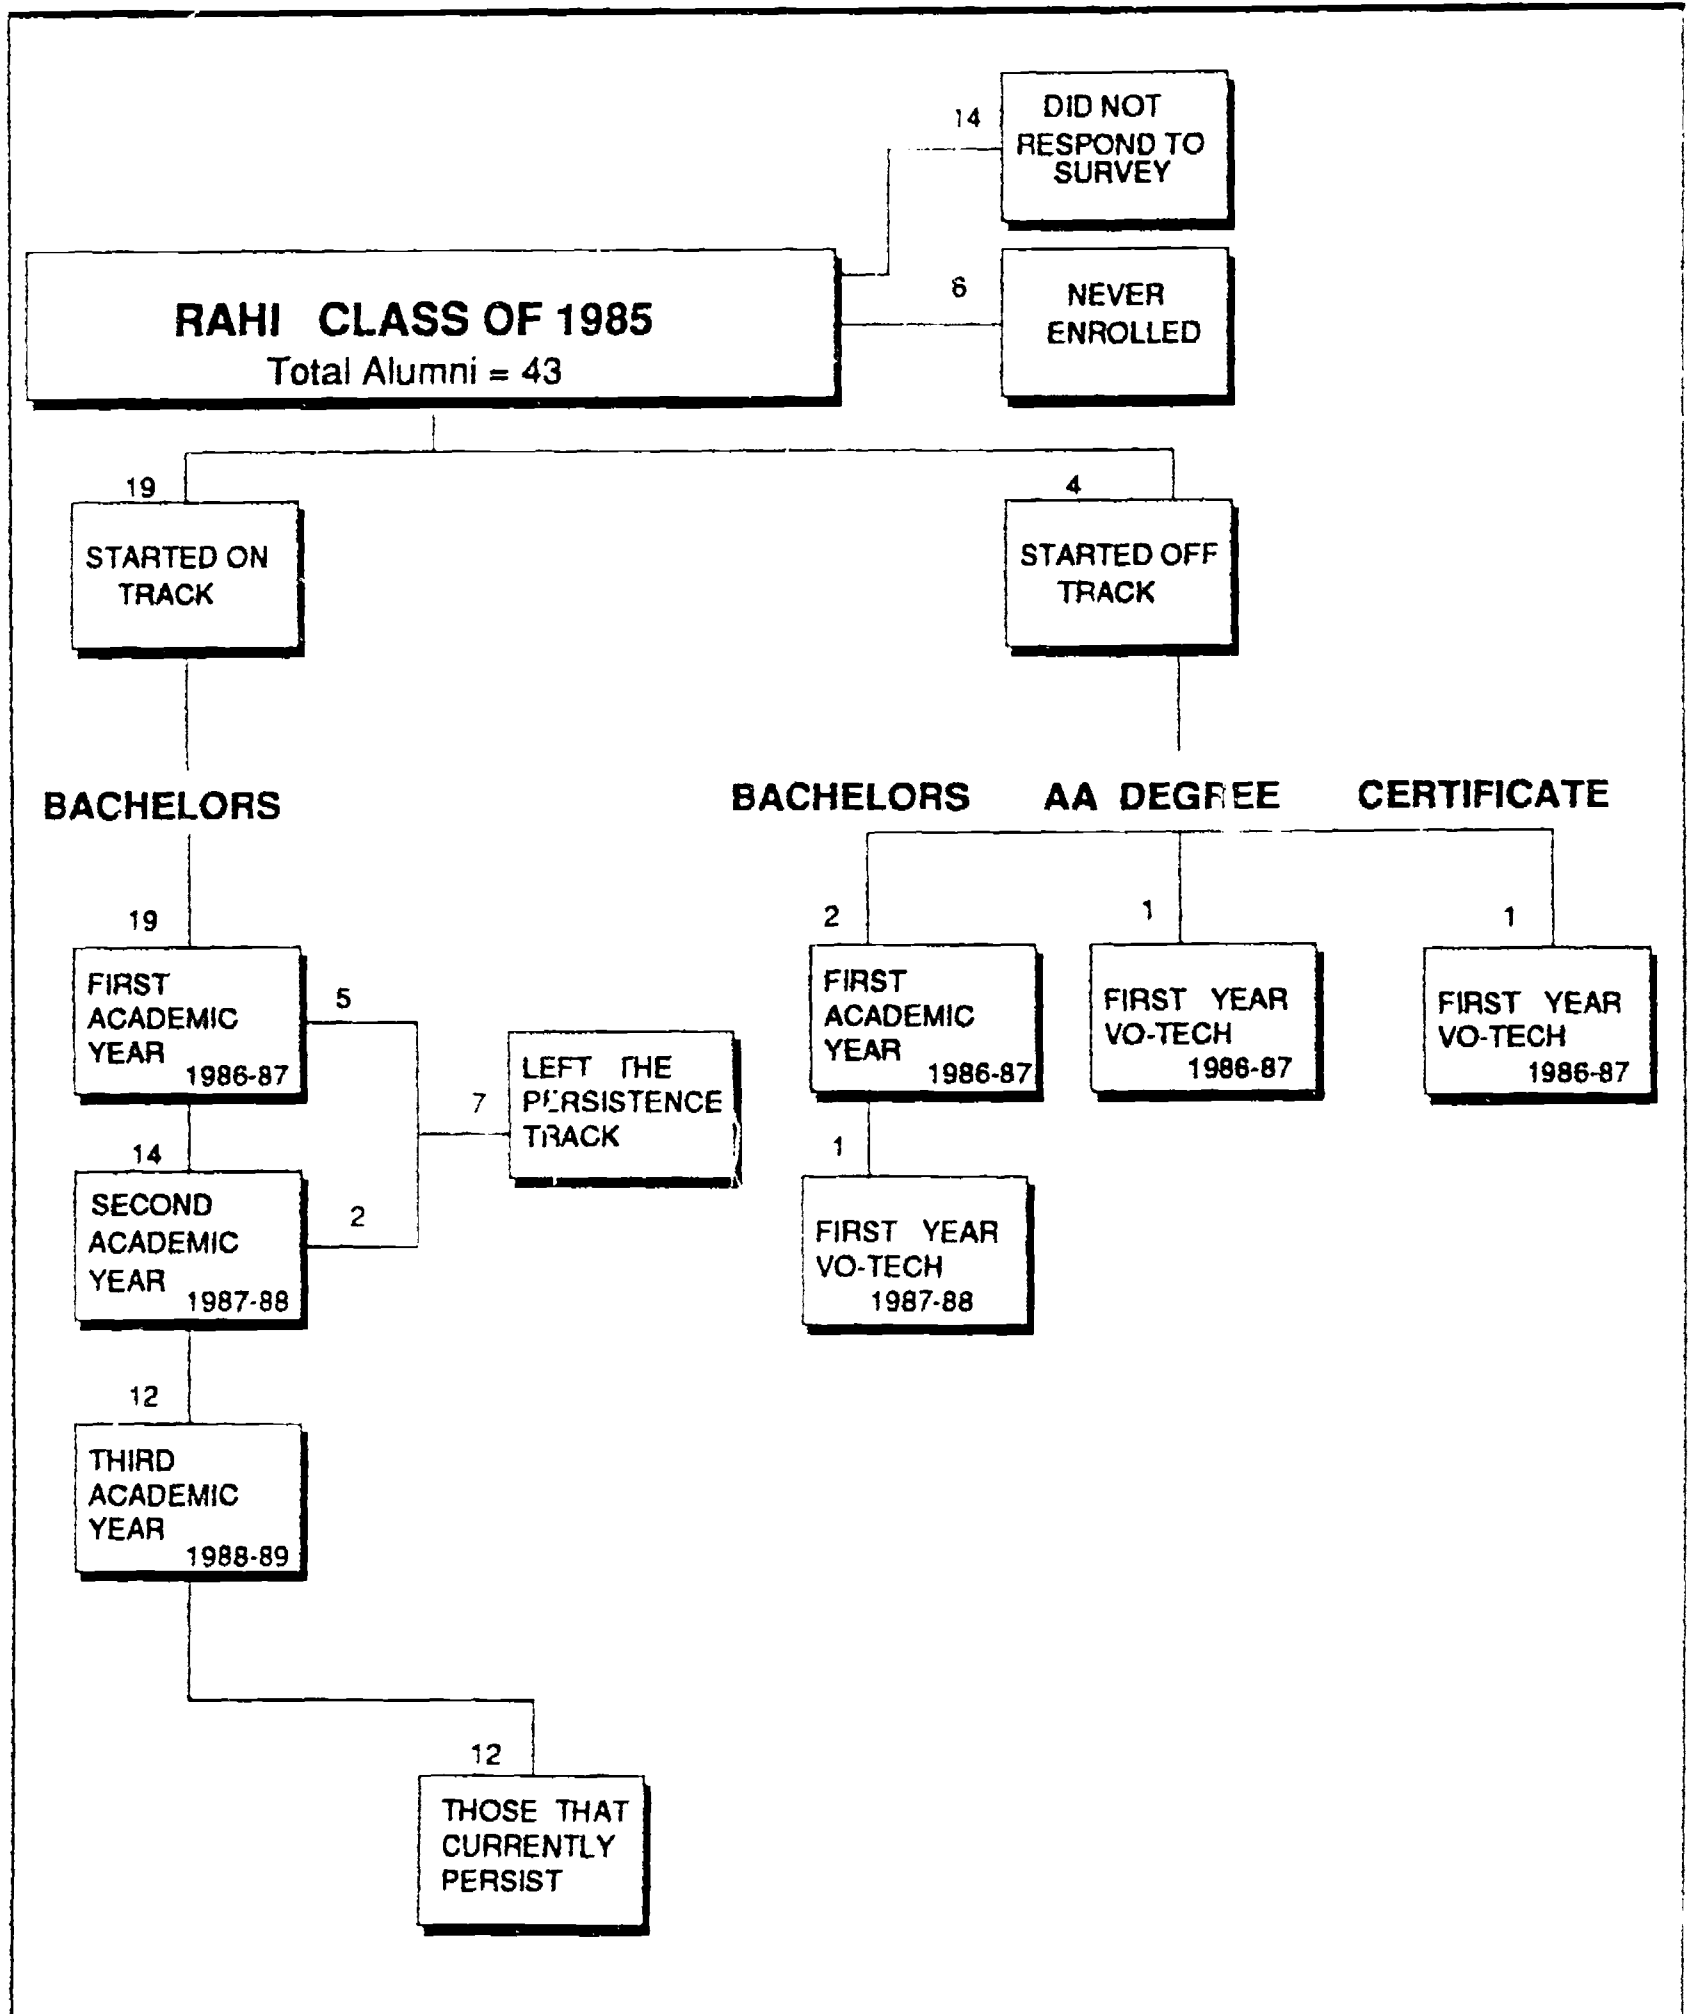 14
DID NOT
RESPOND TO
SURVEY
6
NEVER
ENROLLED
RAHI CLASS OF 1985
Total Alumni = 43
19
STARTED ON
TRACK
4
STARTED OFF
TRACK
BACHELORS
BACHELORS AA DEGREE CERTIFICATE
19
FIRST
ACADEMIC
YEAR
1986-87
5
7
LEFT THE
PERSISTENCE
TRACK
14
SECOND
ACADEMIC
YEAR
1987-88
2
12
THIRD
ACADEMIC
YEAR
1988-89
12
THOSE THAT
CURRENTLY
PERSIST
2
FIRST
ACADEMIC
YEAR
1986-87
1
FIRST YEAR
VO-TECH
1987-88
1
FIRST YEAR
VO-TECH
1986-87
1
FIRST YEAR
VO-TECH
1986-87